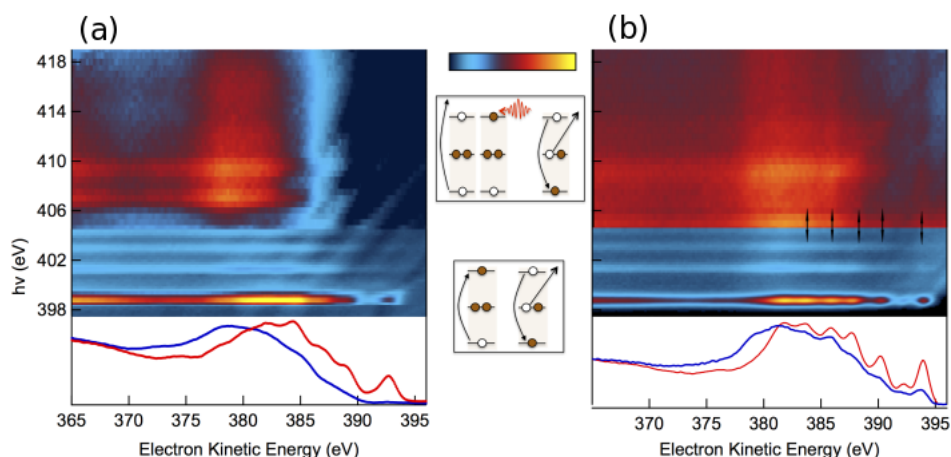 (a)
(b)
418
414
410
406
402
398
hν (eV)
365 370 375 380 385 390 395
370 375 380 385 390 395
Electron Kinetic Energy (eV)
Electron Kinetic Energy (eV)